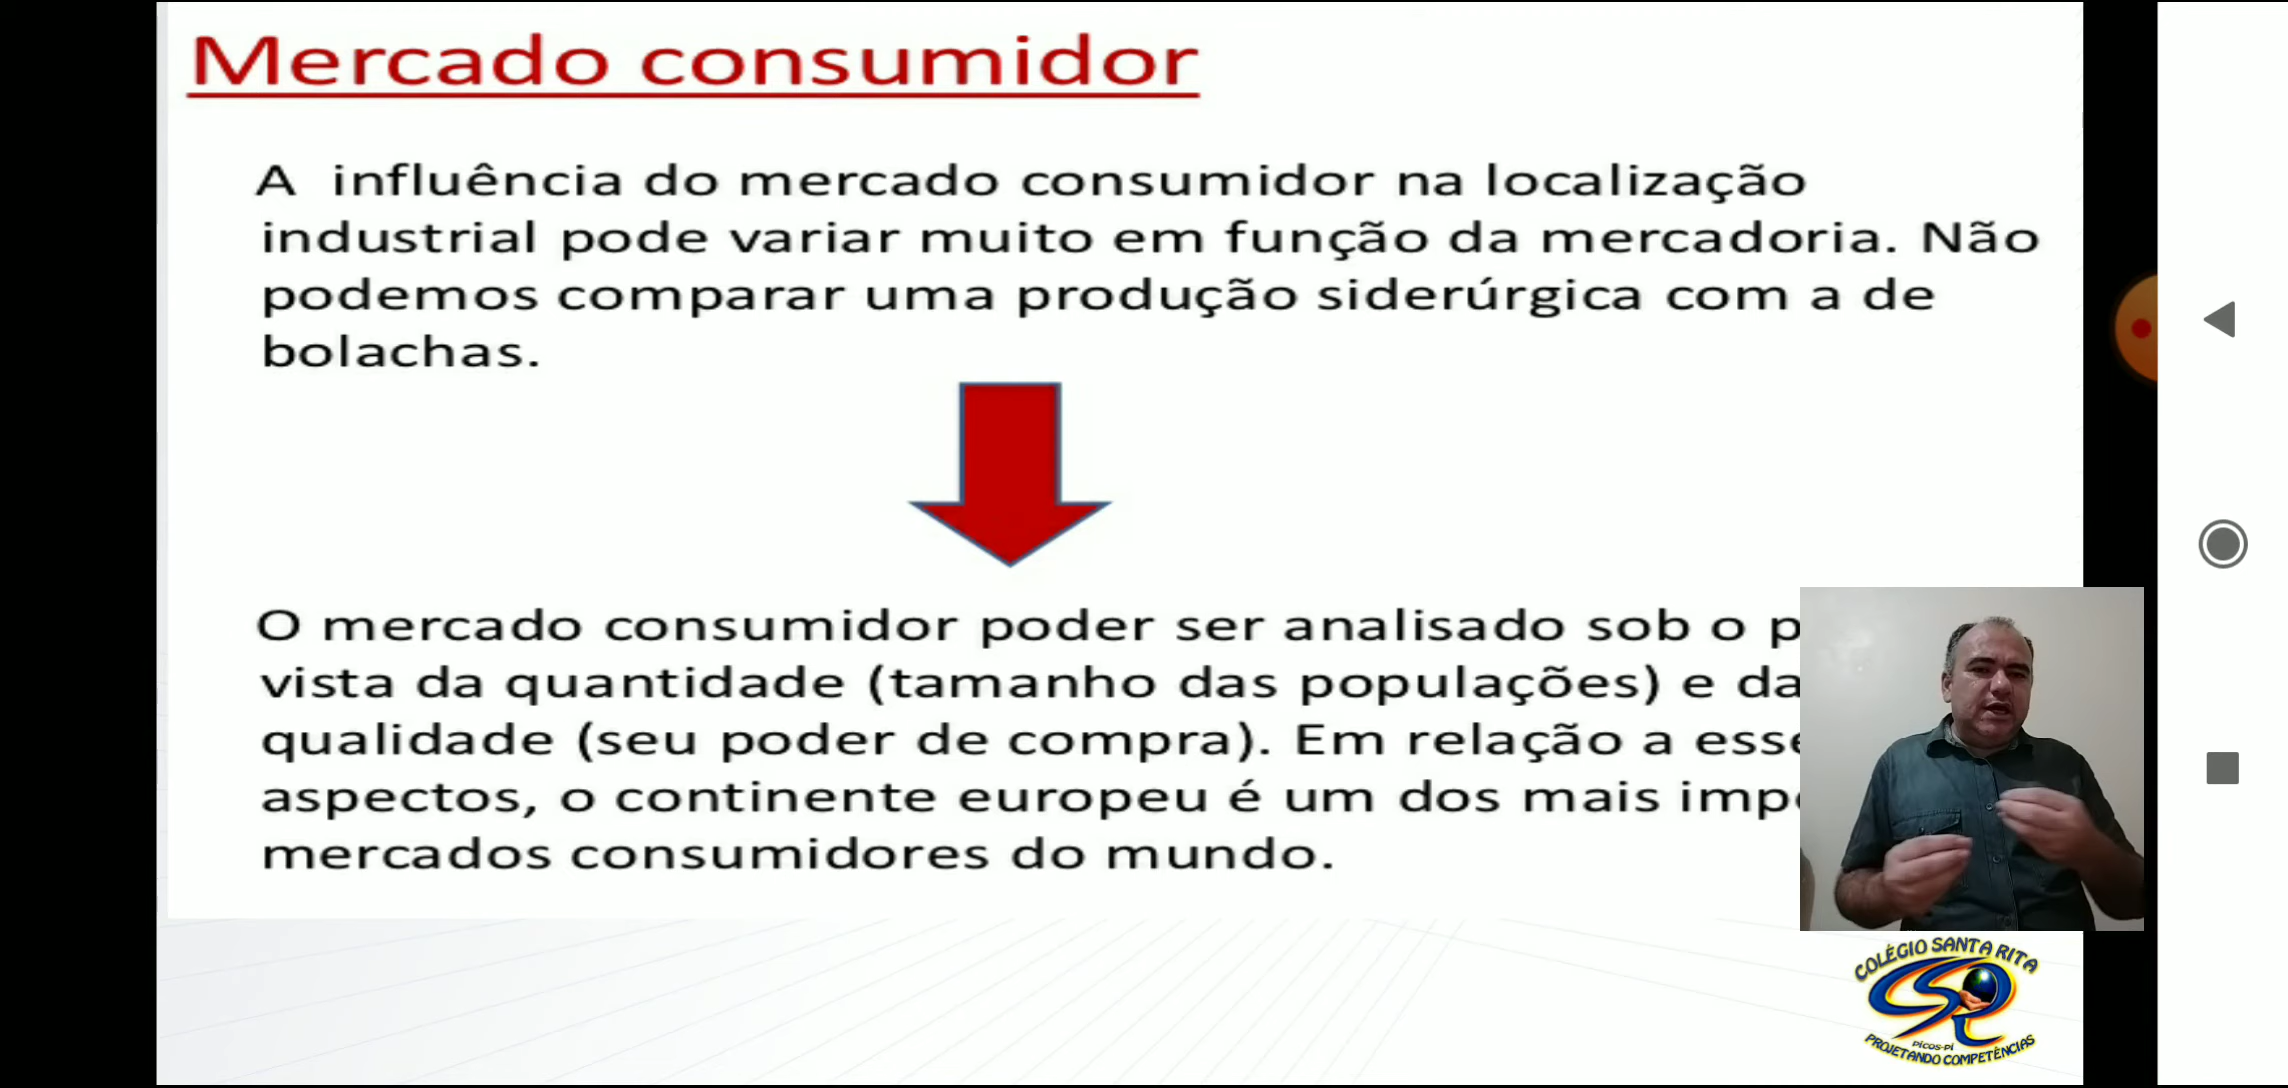 Mercado consumidor
A influência do mercado consumidor na localização
industrial pode variar muito em função da mercadoria. Não
podemos comparar uma produção siderúrgica com a de
bolachas.
O mercado consumidor poder ser analisado sob o
vista da quantidade (tamanho das populações) e
qualidade (seu poder de compra). Em relação a
aspectos, o continente europeu é um dos mais
mercados consumidores do mundo.
COLÉGIO SANTA RITA
PICOS-PI
PROJETANDO COMPETÊNCIAS